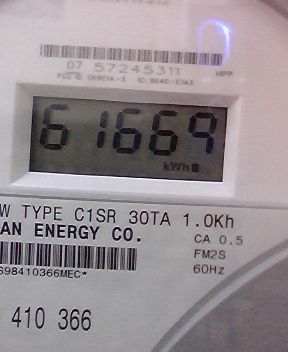 07 57245311 HPP
61669
kWh
W TYPE C1SR 30TA 1.0Kh
AN ENERGY CO.
CA 0.5
FM2S
60Hz
S98410366MEC*
410 366